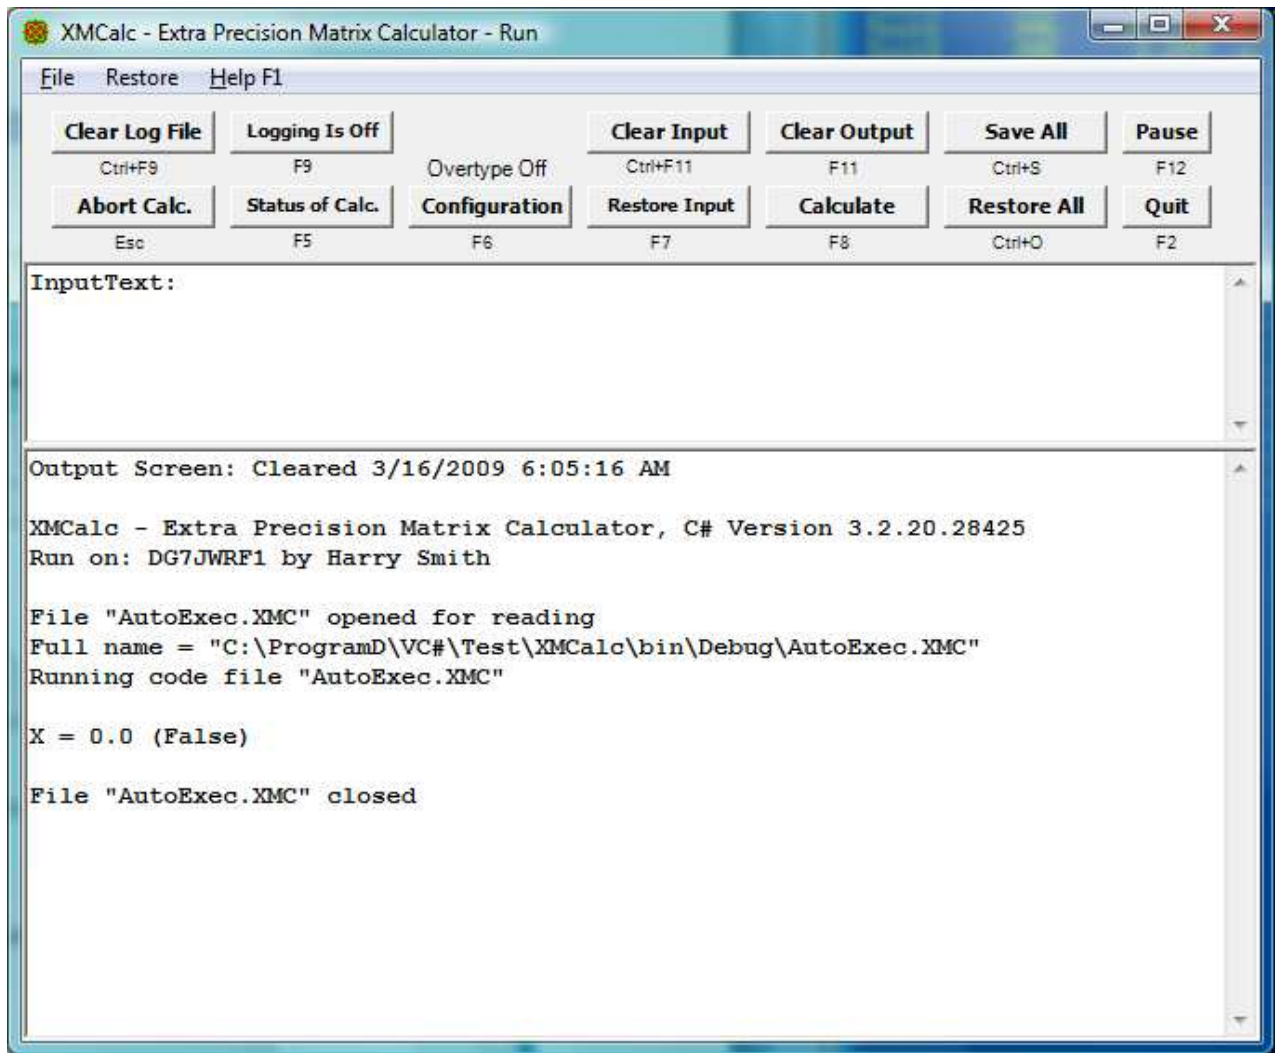 XMCalc - Extra Precision Matrix Calculator - Run
File Restore Help F1
Clear Log File Logging Is Off Clear Input Clear Output Save All Pause
Ctrl+F9 F9 Overtype Off Ctrl+F11 F11 Ctrl+S F12
Abort Calc. Status of Calc. Configuration Restore Input Calculate Restore All Quit
Esc F5 F6 F7 F8 Ctrl+O F2
InputText:
Output Screen: Cleared 3/16/2009 6:05:16 AM
XMCalc - Extra Precision Matrix Calculator, C# Version 3.2.20.28425
Run on: DG7JWRF1 by Harry Smith
File "AutoExec.XMC" opened for reading
Full name = "C:\ProgramD\VC#\Test\XMCalc\bin\Debug\AutoExec.XMC"
Running code file "AutoExec.XMC"
X = 0.0 (False)
File "AutoExec.XMC" closed